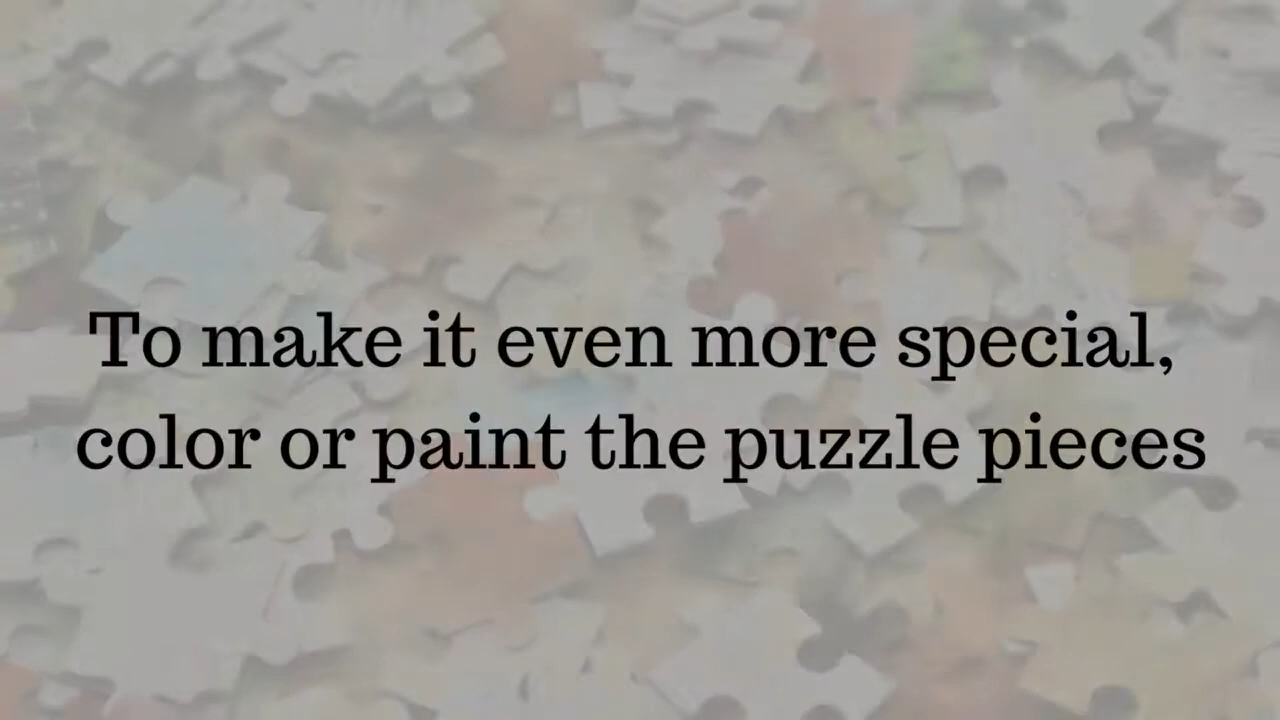 To make it even more special,
color or paint the puzzle pieces